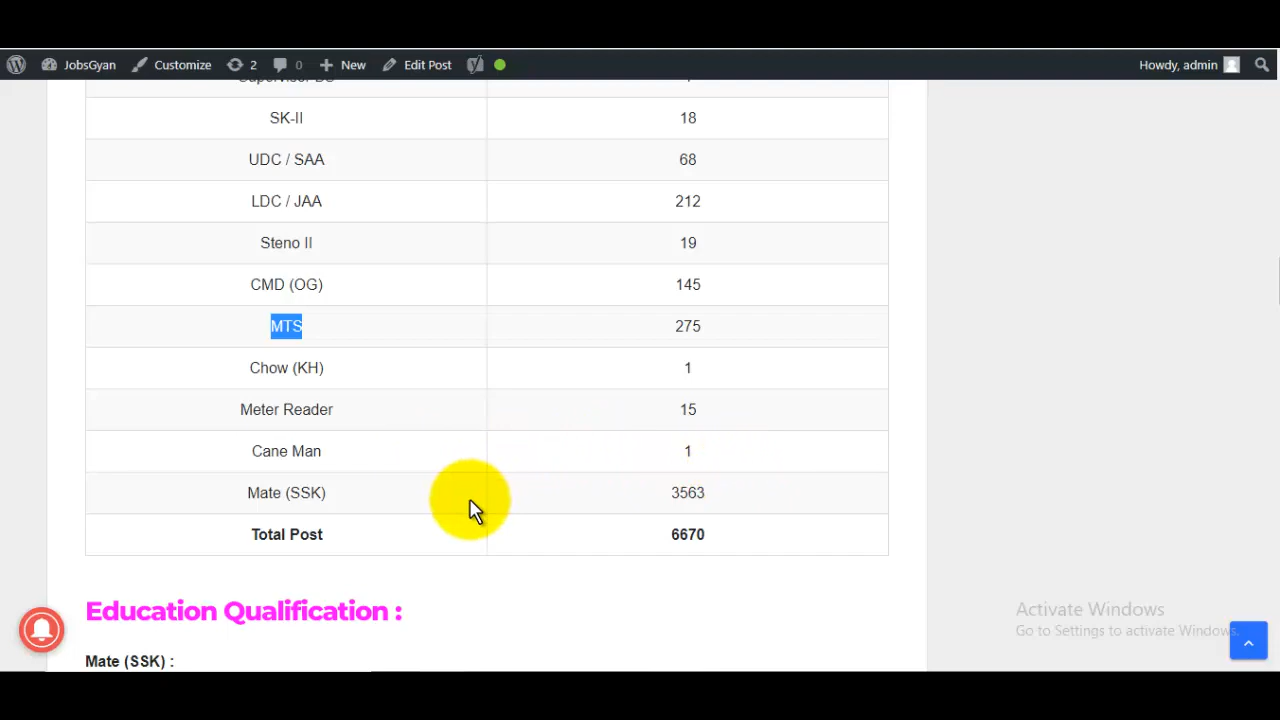 JobsGyan Customize 2 0 New Edit Post Howdy, admin
SK-II 18
UDC / SAA 68
LDC / JAA 212
Steno II 19
CMD (OG) 145
MTS 275
Chow (KH) 1
Meter Reader 15
Cane Man 1
Mate (SSK) 3563
Total Post 6670
Education Qualification :
Mate (SSK) :
Activate Windows
Go to Settings to activate Windows.